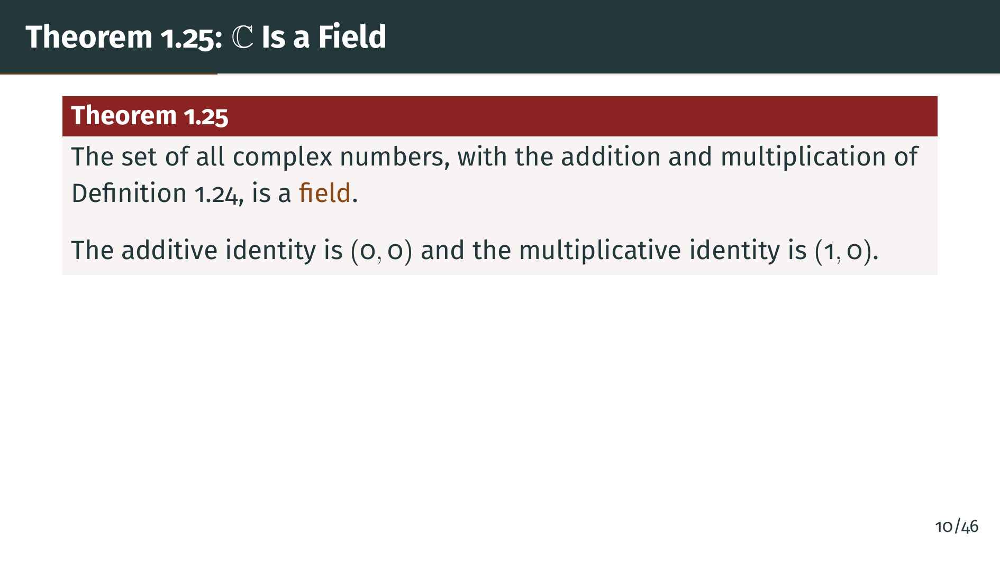 Theorem 1.25: ℂ Is a Field
Theorem 1.25
The set of all complex numbers, with the addition and multiplication of
Definition 1.24, is a field.
The additive identity is (0, 0) and the multiplicative identity is (1, 0).
10/46